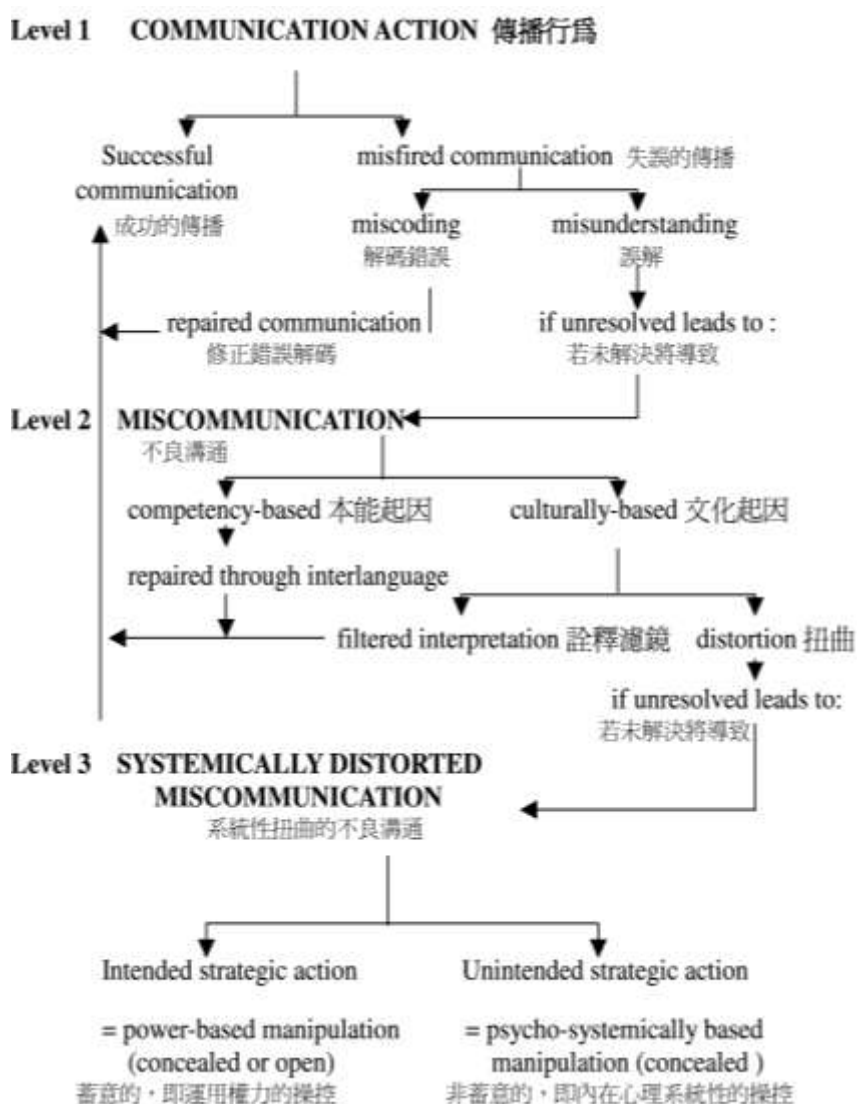 Level 1 COMMUNICATION ACTION 傳播行爲
Successful
communication
成功的傳播
misfired communication 失誤的傳播
miscoding
解碼錯誤
misunderstanding
誤解
repaired communication
修正錯誤解碼
if unresolved leads to :
若未解決將導致
Level 2 MISCOMMUNICATION
不良溝通
competency-based 本能起因
culturally-based 文化起因
repaired through interlanguage
filtered interpretation 詮釋濾鏡
distortion 扭曲
if unresolved leads to:
若未解決將導致
Level 3 SYSTEMICALLY DISTORTED
MISCOMMUNICATION
系統性扭曲的不良溝通
Intended strategic action
= power-based manipulation
(concealed or open)
蓄意的，即運用權力的操控
Unintended strategic action
= psycho-systemically based
manipulation (concealed )
非蓄意的，即內在心理系統性的操控